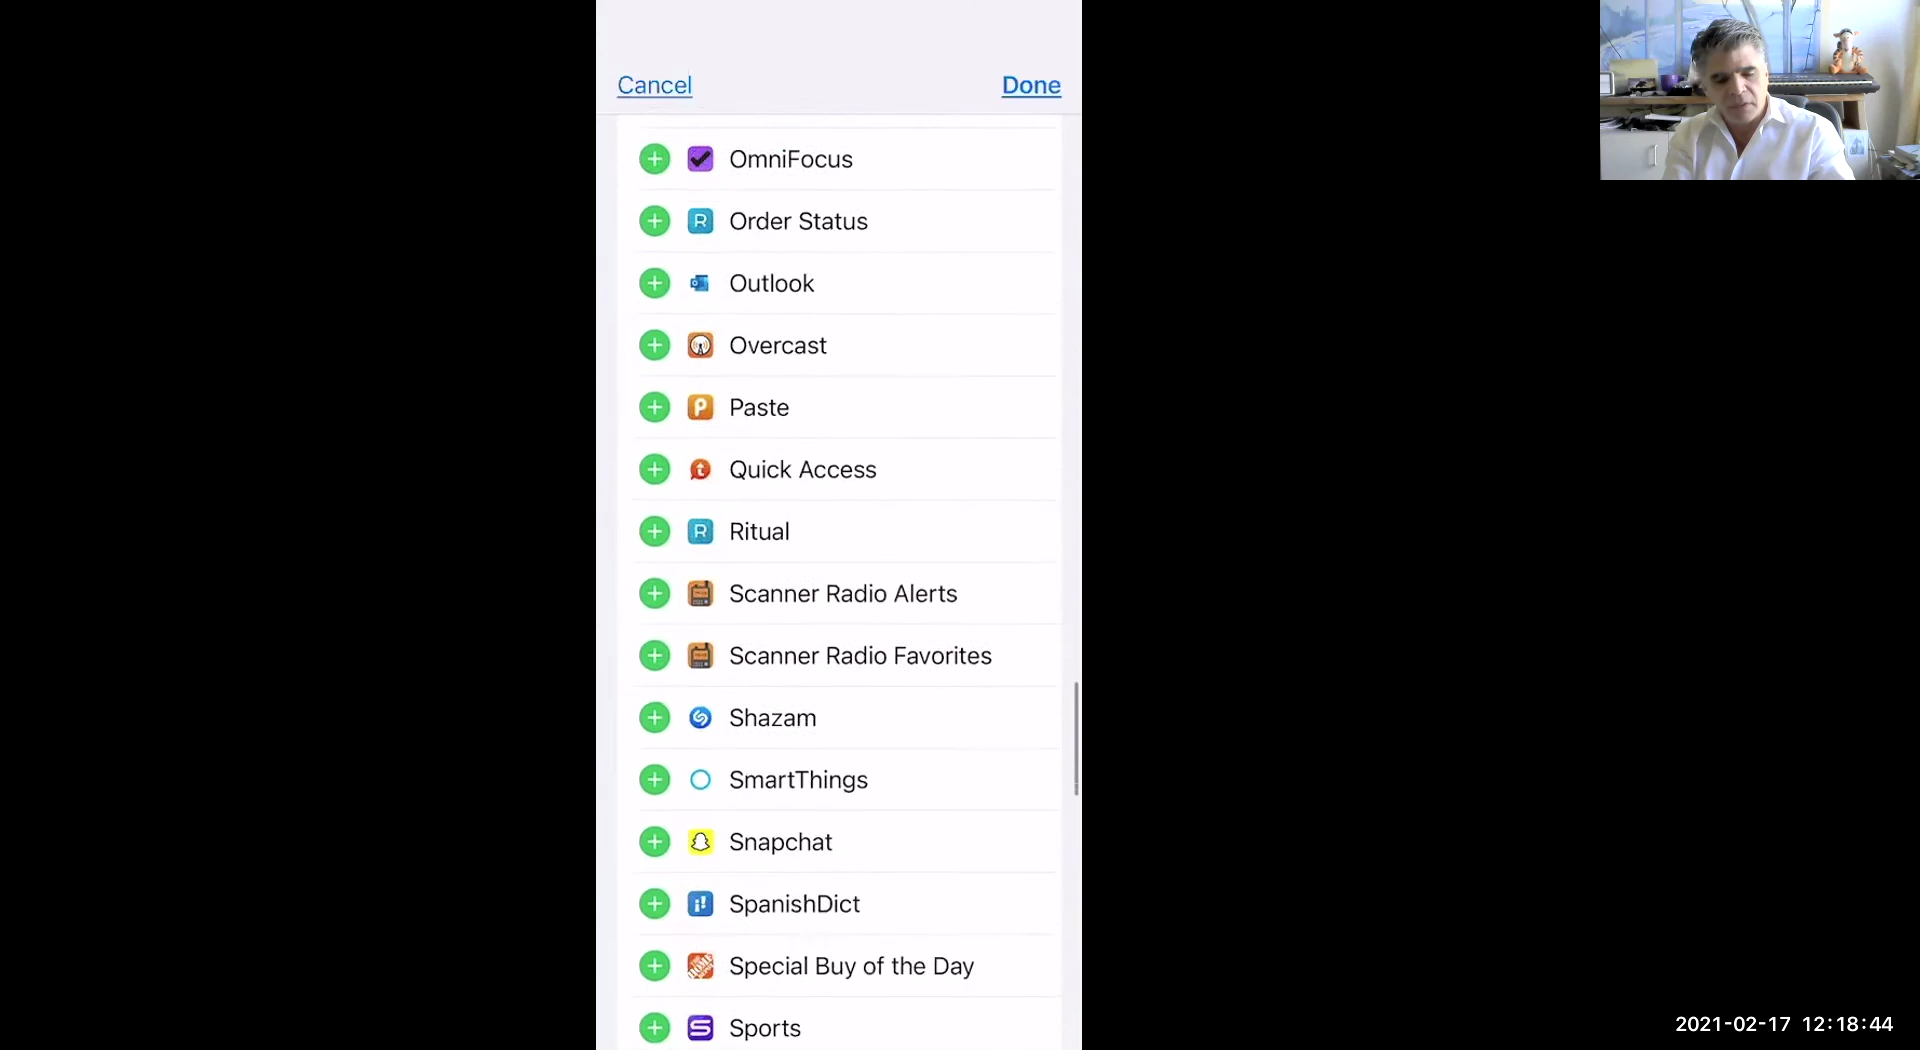 Cancel
Done
OmniFocus
Order Status
Outlook
Overcast
Paste
Quick Access
Ritual
Scanner Radio Alerts
Scanner Radio Favorites
Shazam
SmartThings
Snapchat
SpanishDict
Special Buy of the Day
Sports
2021-02-17 12:18:44